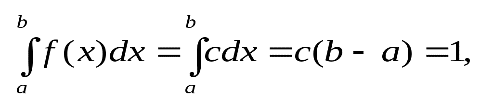 ∫_a^b f(x)dx = ∫_a^b cdx = c(b - a) = 1,